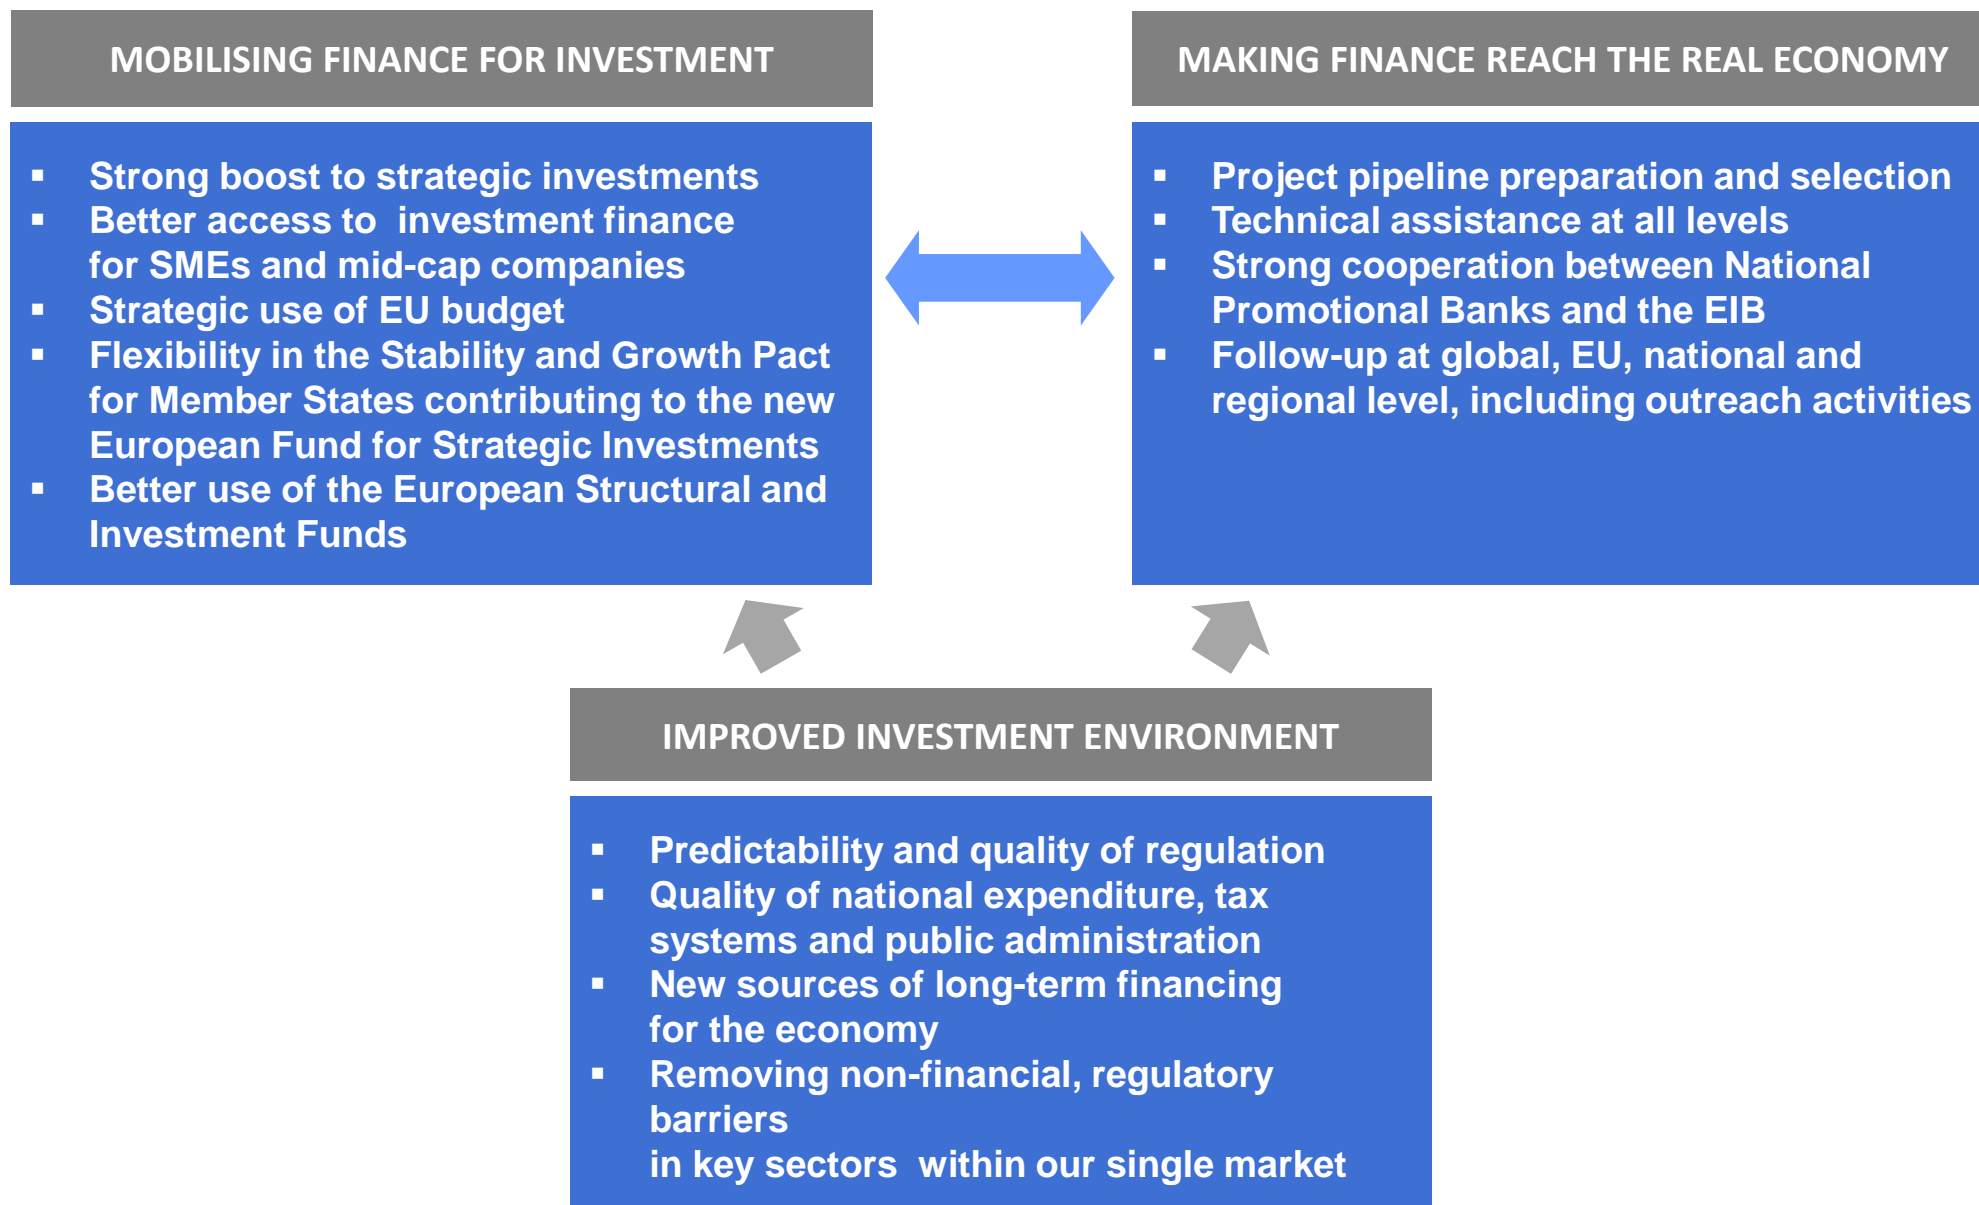 MOBILISING FINANCE FOR INVESTMENT
▪ Strong boost to strategic investments
▪ Better access to  investment finance
for SMEs and mid-cap companies
▪ Strategic use of EU budget
▪ Flexibility in the Stability and Growth Pact
for Member States contributing to the new
European Fund for Strategic Investments
▪ Better use of the European Structural and
Investment Funds
MAKING FINANCE REACH THE REAL ECONOMY
▪ Project pipeline preparation and selection
▪ Technical assistance at all levels
▪ Strong cooperation between National
Promotional Banks and the EIB
▪ Follow-up at global, EU, national and
regional level, including outreach activities
IMPROVED INVESTMENT ENVIRONMENT
▪ Predictability and quality of regulation
▪ Quality of national expenditure, tax
systems and public administration
▪ New sources of long-term financing
for the economy
▪ Removing non-financial, regulatory
barriers
in key sectors  within our single market